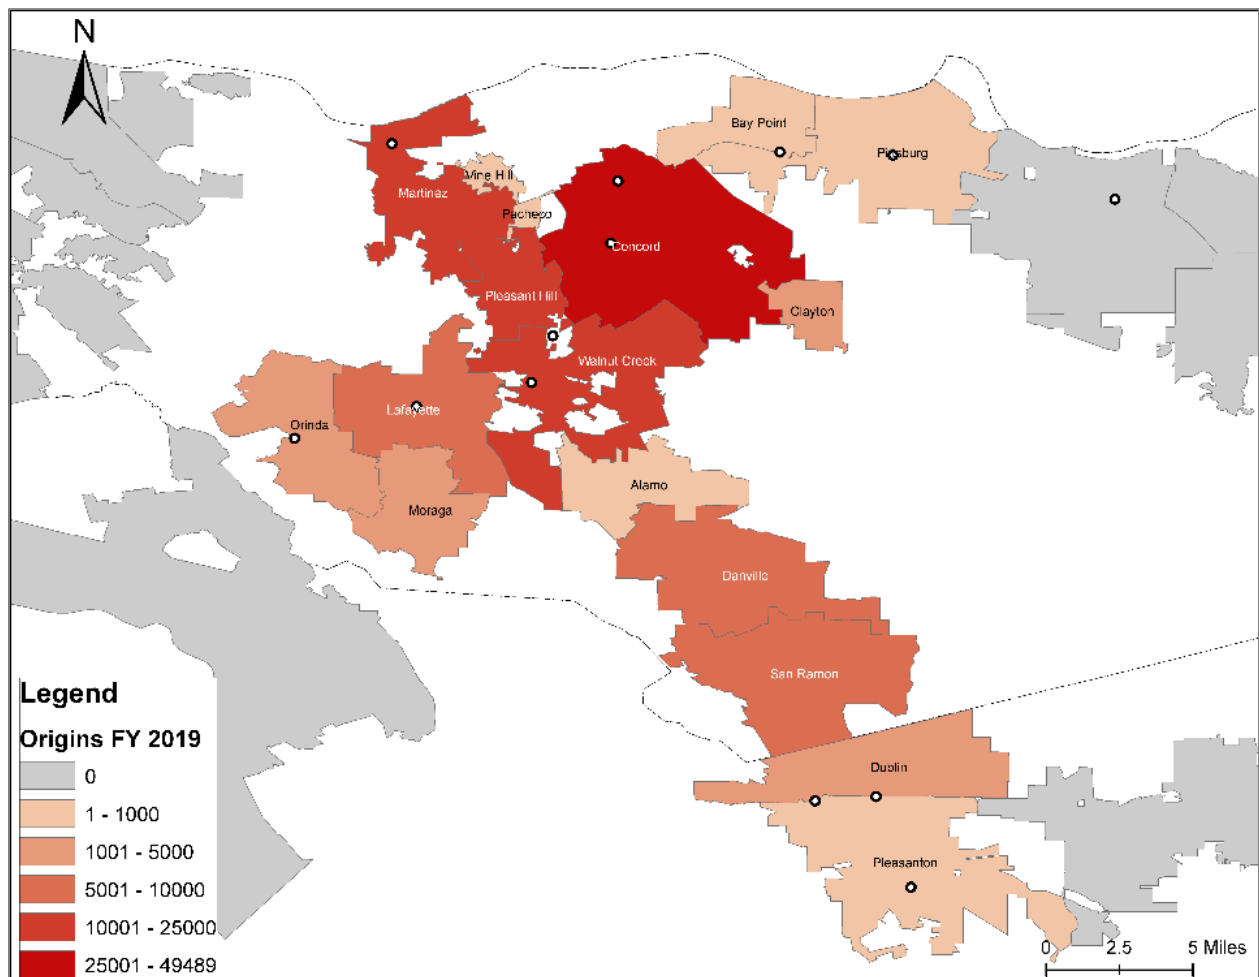 N
Bay Point
Pittsburg
Vine Hill
Martinez
Pacheco
Concord
Pleasant Hill
Clayton
Walnut Creek
Lafayette
Orinda
Alamo
Moraga
Danville
San Ramon
Dublin
Pleasanton
Legend
Origins FY 2019
0
1 - 1000
1001 - 5000
5001 - 10000
10001 - 25000
25001 - 49489
0 2.5 5 Miles